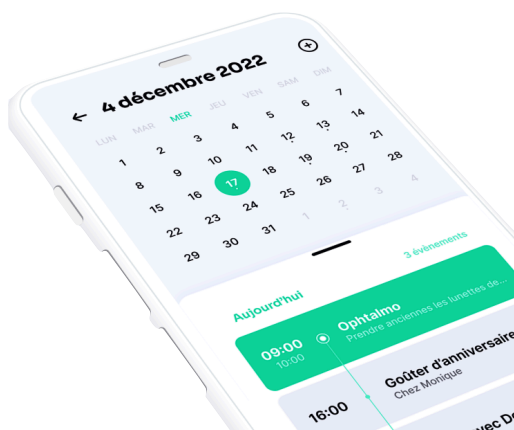 4 décembre 2022
LUN MAR MER JEU VEN SAM DIM
1 2 3 4 5 6 7
8 9 10 11 12 13 14
15 16 17 18 19 20 21
22 23 24 25 26 27 28
29 30 31 1 2 3 4
Aujourd'hui 3 évènements
09:00 Ophtalmo
10:00 Prendre anciennes les lunettes de...
16:00 Goûter d'anniversaire
Chez Monique
avec